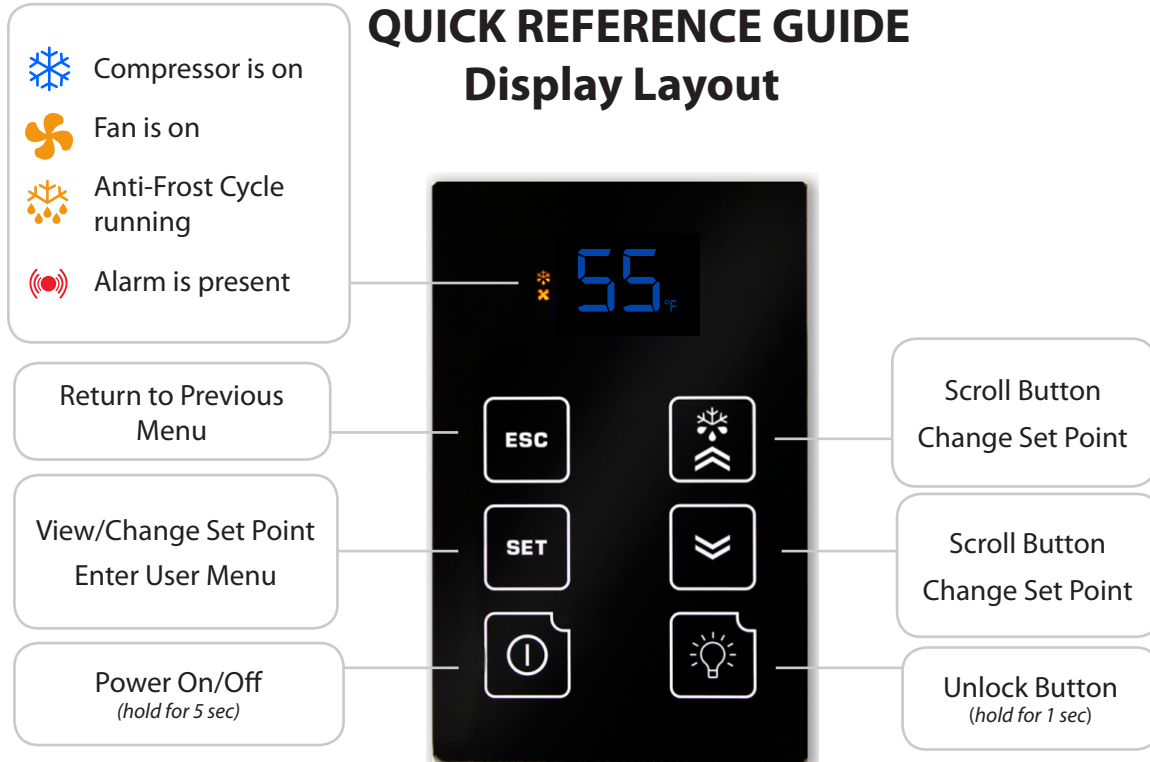 QUICK REFERENCE GUIDE
Display Layout
Compressor is on
Fan is on
Anti-Frost Cycle
running
Alarm is present
55 °F
Return to Previous
Menu
ESC
Scroll Button
Change Set Point
View/Change Set Point
Enter User Menu
SET
Scroll Button
Change Set Point
Power On/Off
(hold for 5 sec)
Unlock Button
(hold for 1 sec)